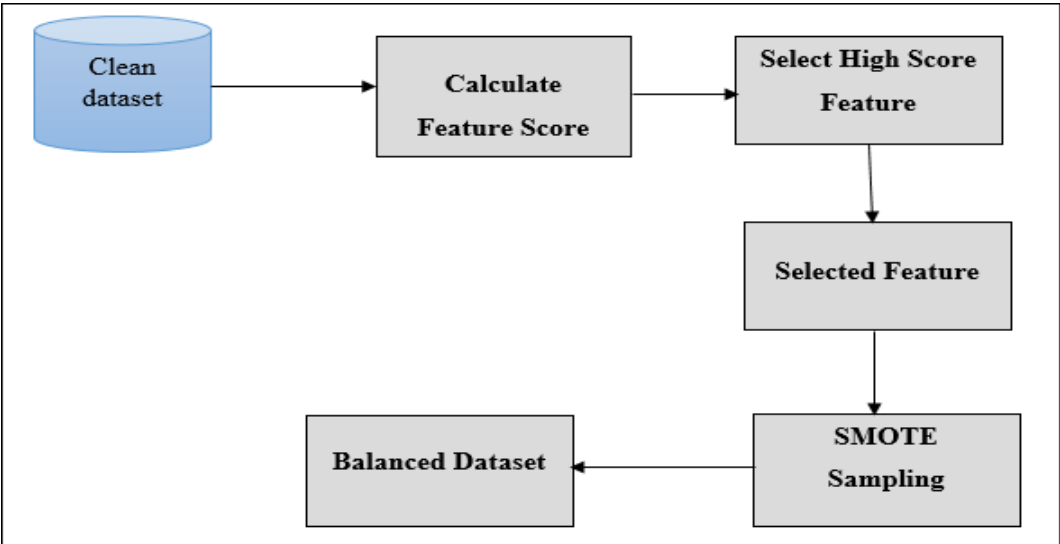 Clean
dataset
Calculate
Feature Score
Select High Score
Feature
Selected Feature
SMOTE
Sampling
Balanced Dataset